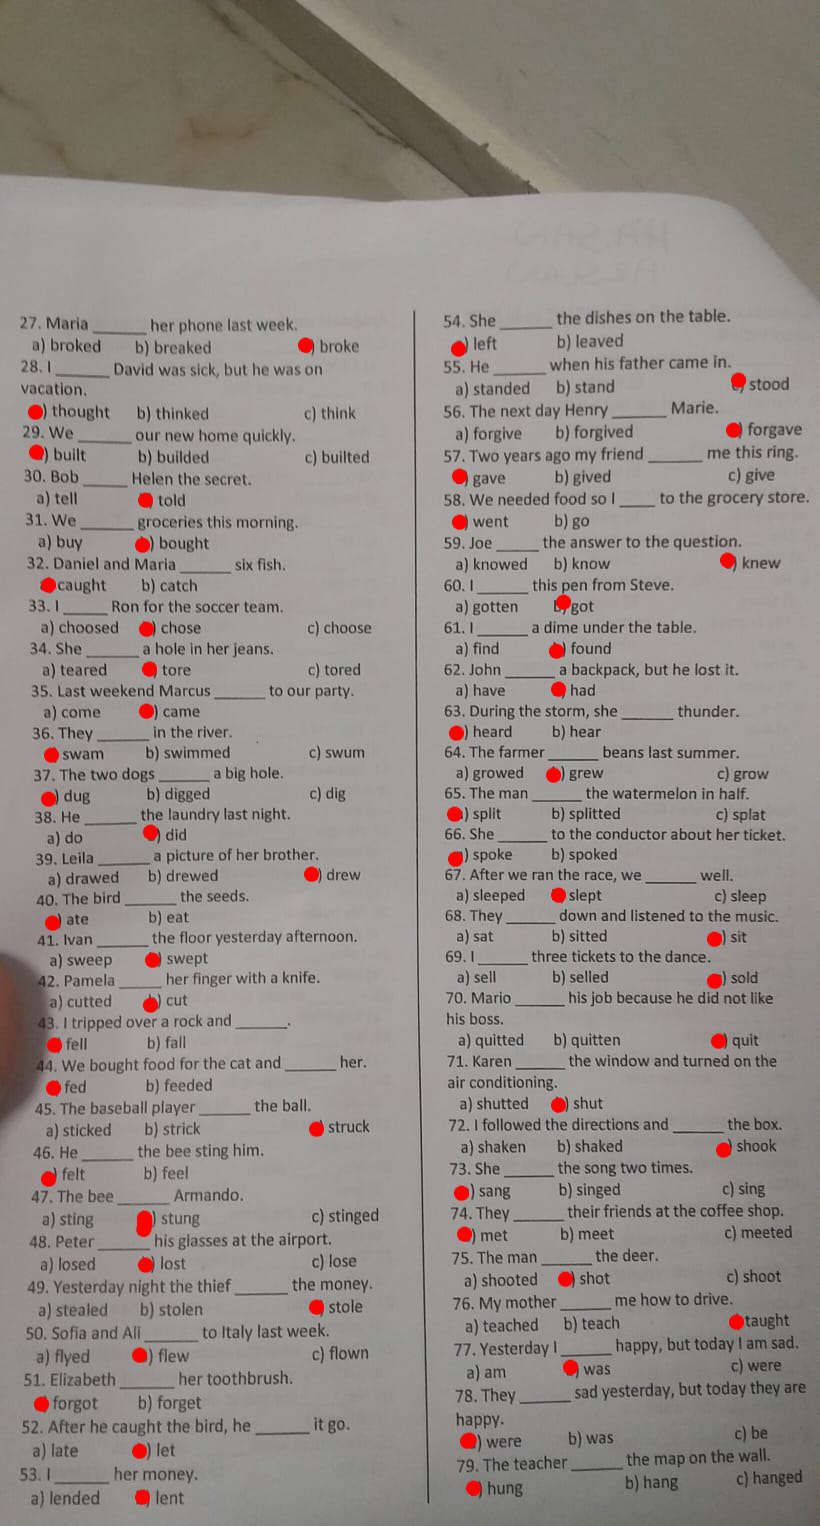 27. Maria ______ her phone last week.
a) broked b) breaked ) broke
28. I ______ David was sick, but he was on
vacation.
) thought b) thinked c) think
29. We ______ our new home quickly.
) built b) builded c) builted
30. Bob ______ Helen the secret.
a) tell ) told
31. We ______ groceries this morning.
a) buy ) bought
32. Daniel and Maria ______ six fish.
caught b) catch
33. I ______ Ron for the soccer team.
a) choosed ) chose c) choose
34. She ______ a hole in her jeans.
a) teared ) tore c) tored
35. Last weekend Marcus ______ to our party.
a) come ) came
36. They ______ in the river.
) swam b) swimmed c) swum
37. The two dogs ______ a big hole.
) dug b) digged c) dig
38. He ______ the laundry last night.
a) do ) did
39. Leila ______ a picture of her brother.
a) drawed b) drewed ) drew
40. The bird ______ the seeds.
) ate b) eat
41. Ivan ______ the floor yesterday afternoon.
a) sweep ) swept
42. Pamela ______ her finger with a knife.
a) cutted ) cut
43. I tripped over a rock and ______.
) fell b) fall
44. We bought food for the cat and ______ her.
) fed b) feeded
45. The baseball player ______ the ball.
a) sticked b) strick ) struck
46. He ______ the bee sting him.
) felt b) feel
47. The bee ______ Armando.
a) sting ) stung c) stinged
48. Peter ______ his glasses at the airport.
a) losed ) lost c) lose
49. Yesterday night the thief ______ the money.
a) stealed b) stolen ) stole
50. Sofia and Ali ______ to Italy last week.
a) flyed ) flew c) flown
51. Elizabeth ______ her toothbrush.
) forgot b) forget
52. After he caught the bird, he ______ it go.
a) late ) let
53. I ______ her money.
a) lended ) lent
54. She ______ the dishes on the table.
) left b) leaved
55. He ______ when his father came in.
a) standed b) stand ) stood
56. The next day Henry ______ Marie.
a) forgive b) forgived ) forgave
57. Two years ago my friend ______ me this ring.
) gave b) gived c) give
58. We needed food so I ____ to the grocery store.
) went b) go
59. Joe ______ the answer to the question.
a) knowed b) know ) knew
60. I ______ this pen from Steve.
a) gotten ) got
61. I ______ a dime under the table.
a) find ) found
62. John ______ a backpack, but he lost it.
a) have ) had
63. During the storm, she ______ thunder.
) heard b) hear
64. The farmer ______ beans last summer.
a) growed ) grew c) grow
65. The man ______ the watermelon in half.
) split b) splitted c) splat
66. She ______ to the conductor about her ticket.
) spoke b) spoked
67. After we ran the race, we ______ well.
a) sleeped ) slept c) sleep
68. They ______ down and listened to the music.
a) sat b) sitted ) sit
69. I ______ three tickets to the dance.
a) sell b) selled ) sold
70. Mario ______ his job because he did not like
his boss.
a) quitted b) quitten ) quit
71. Karen ______ the window and turned on the
air conditioning.
a) shutted ) shut
72. I followed the directions and ______ the box.
a) shaken b) shaked ) shook
73. She ______ the song two times.
) sang b) singed c) sing
74. They ______ their friends at the coffee shop.
) met b) meet c) meeted
75. The man ______ the deer.
a) shooted ) shot c) shoot
76. My mother ______ me how to drive.
a) teached b) teach taught
77. Yesterday I ______ happy, but today I am sad.
a) am ) was c) were
78. They ______ sad yesterday, but today they are
happy.
) were b) was c) be
79. The teacher ______ the map on the wall.
) hung b) hang c) hanged